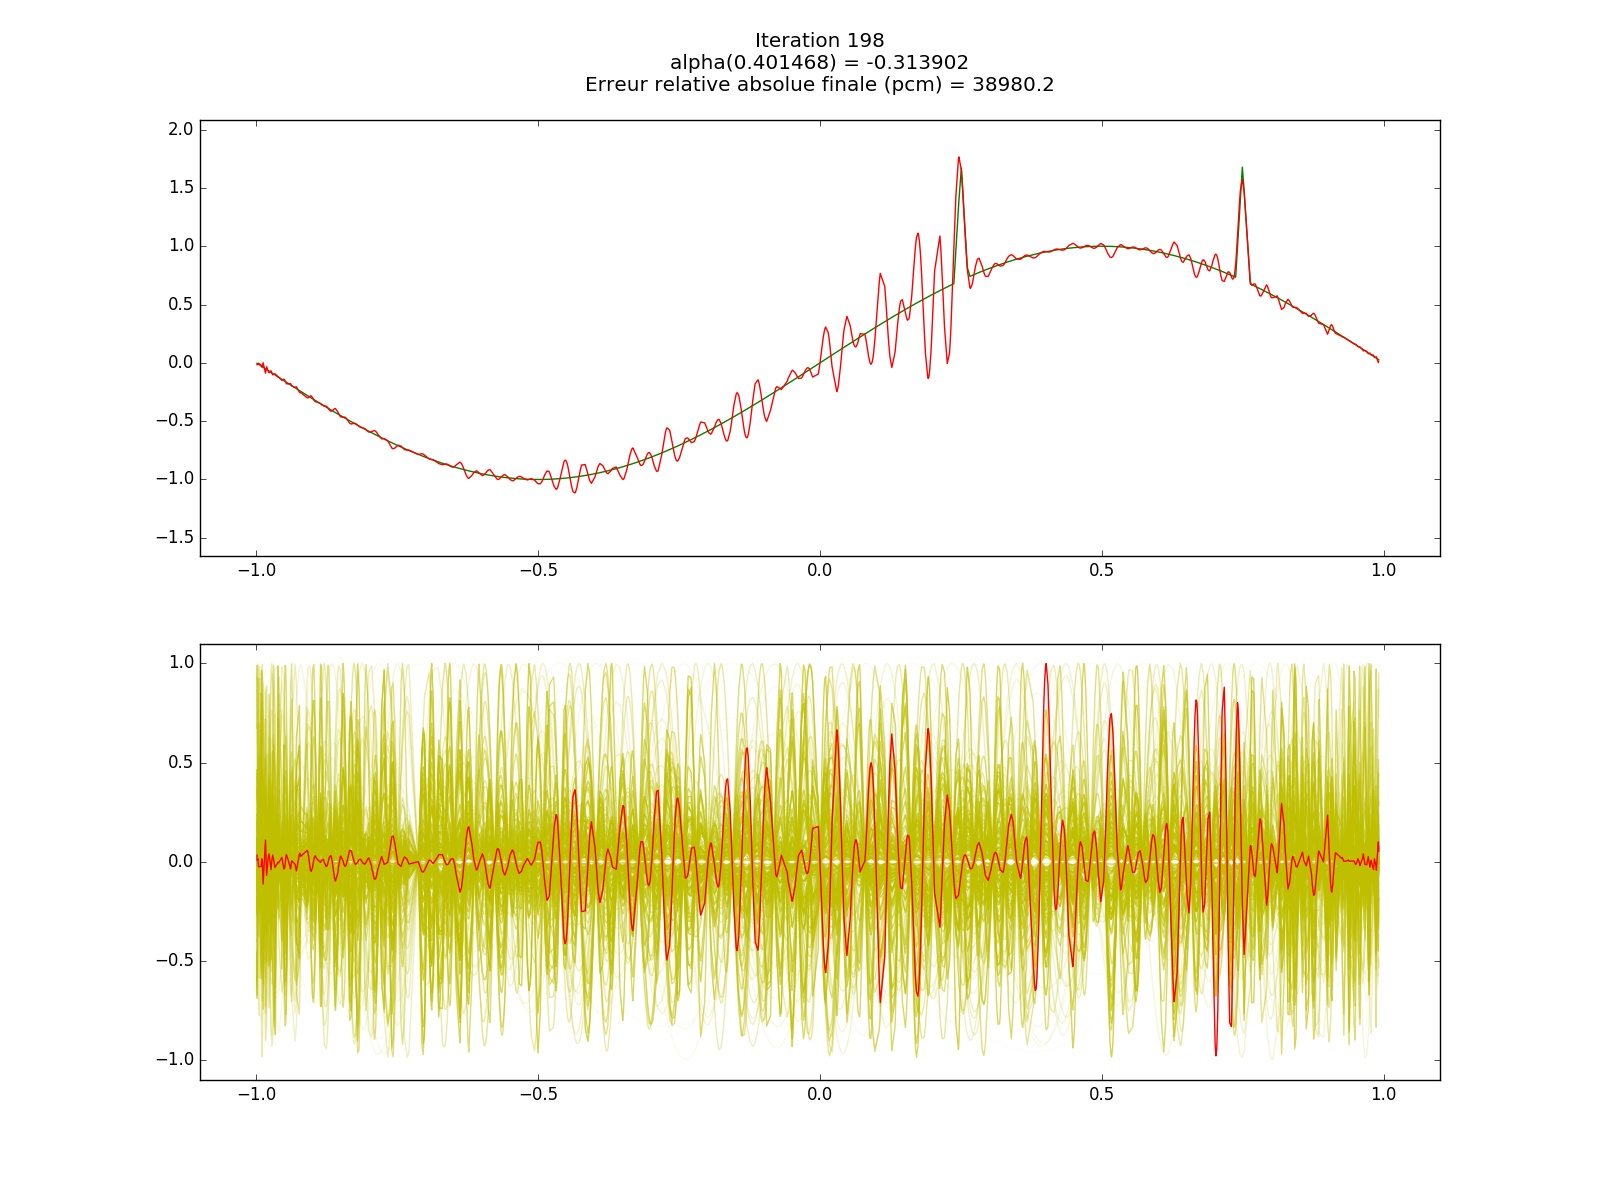 Iteration 198
alpha(0.401468) = -0.313902
Erreur relative absolue finale (pcm) = 38980.2
2.0
1.5
1.0
0.5
0.0
−0.5
−1.0
−1.5
−1.0 −0.5 0.0 0.5 1.0
1.0
0.5
0.0
−0.5
−1.0
−1.0 −0.5 0.0 0.5 1.0